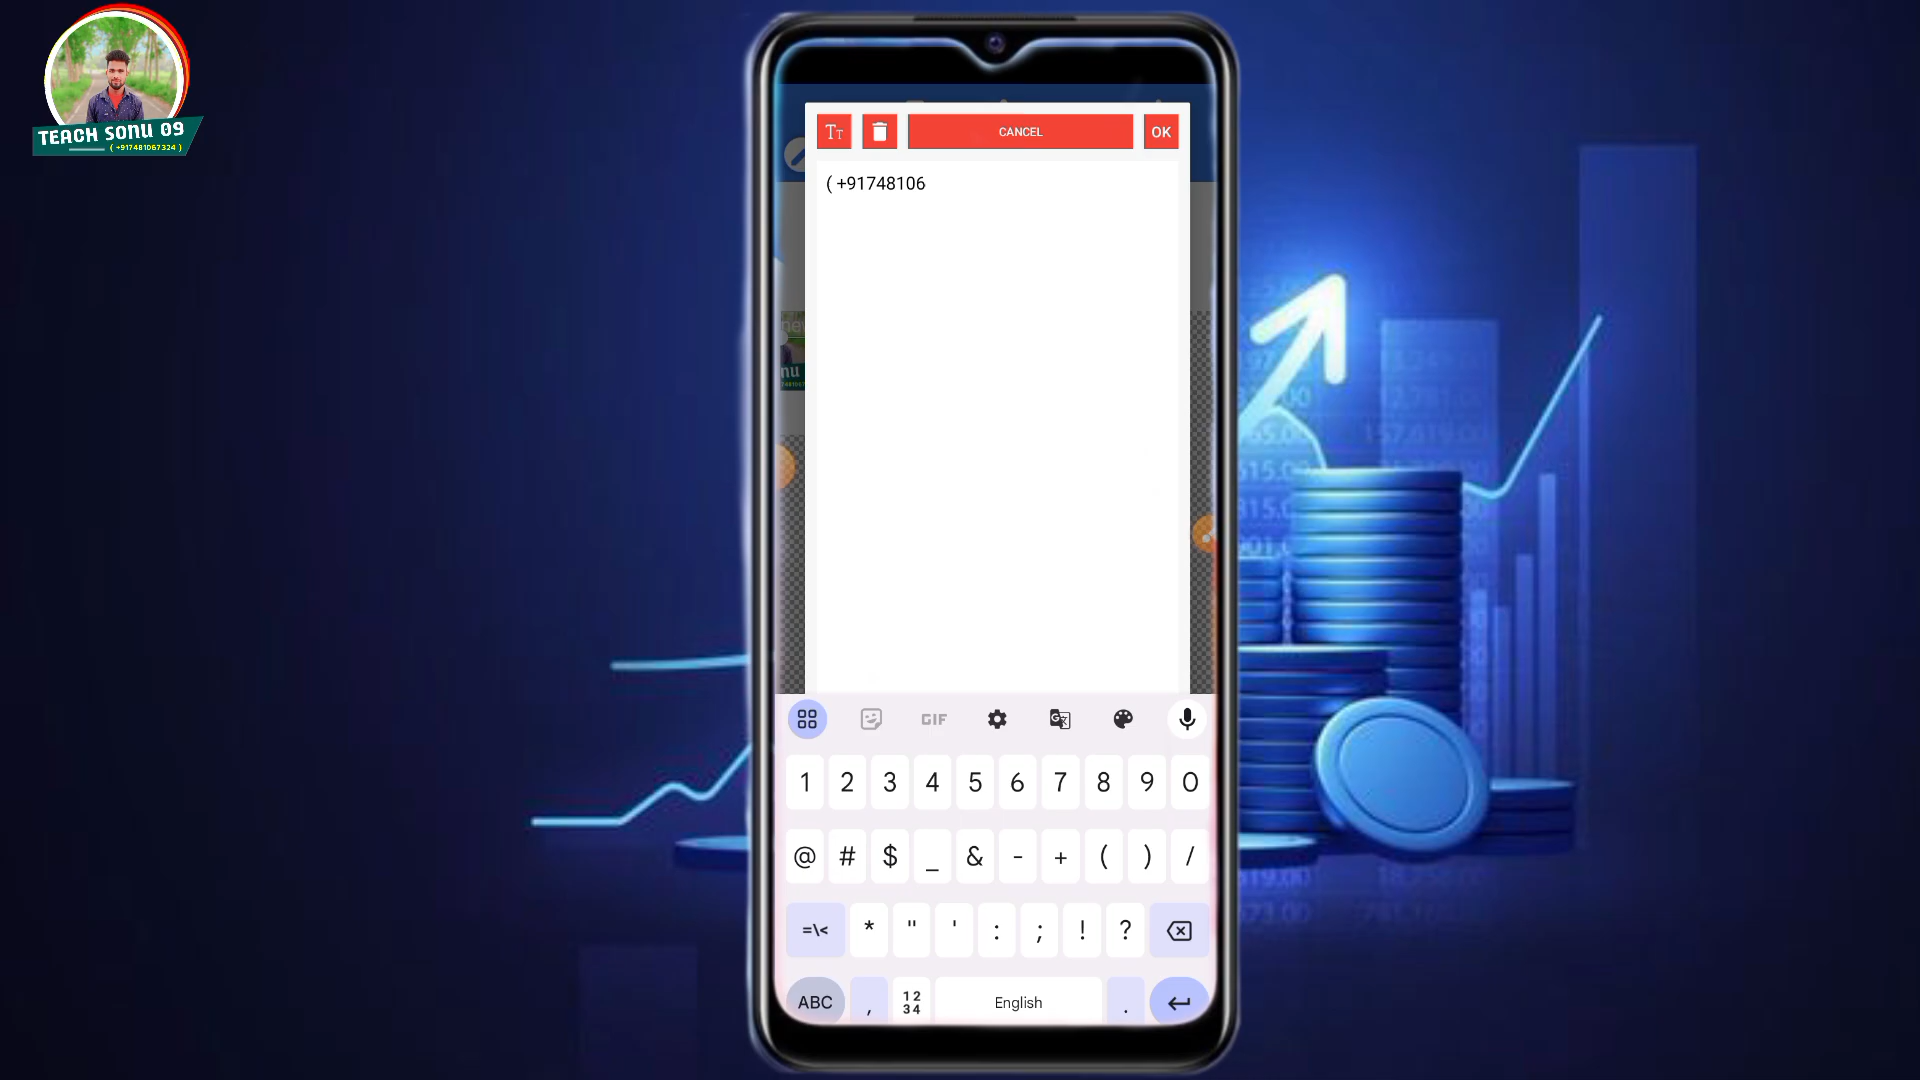 TEACH SONU 09
( +917481067324 )
TT
CANCEL
OK
( +91748106
GIF
1 2 3 4 5 6 7 8 9 0
@ # $ _ & - + ( ) /
=\< * " ' : ; ! ?
ABC , 12 34 English .